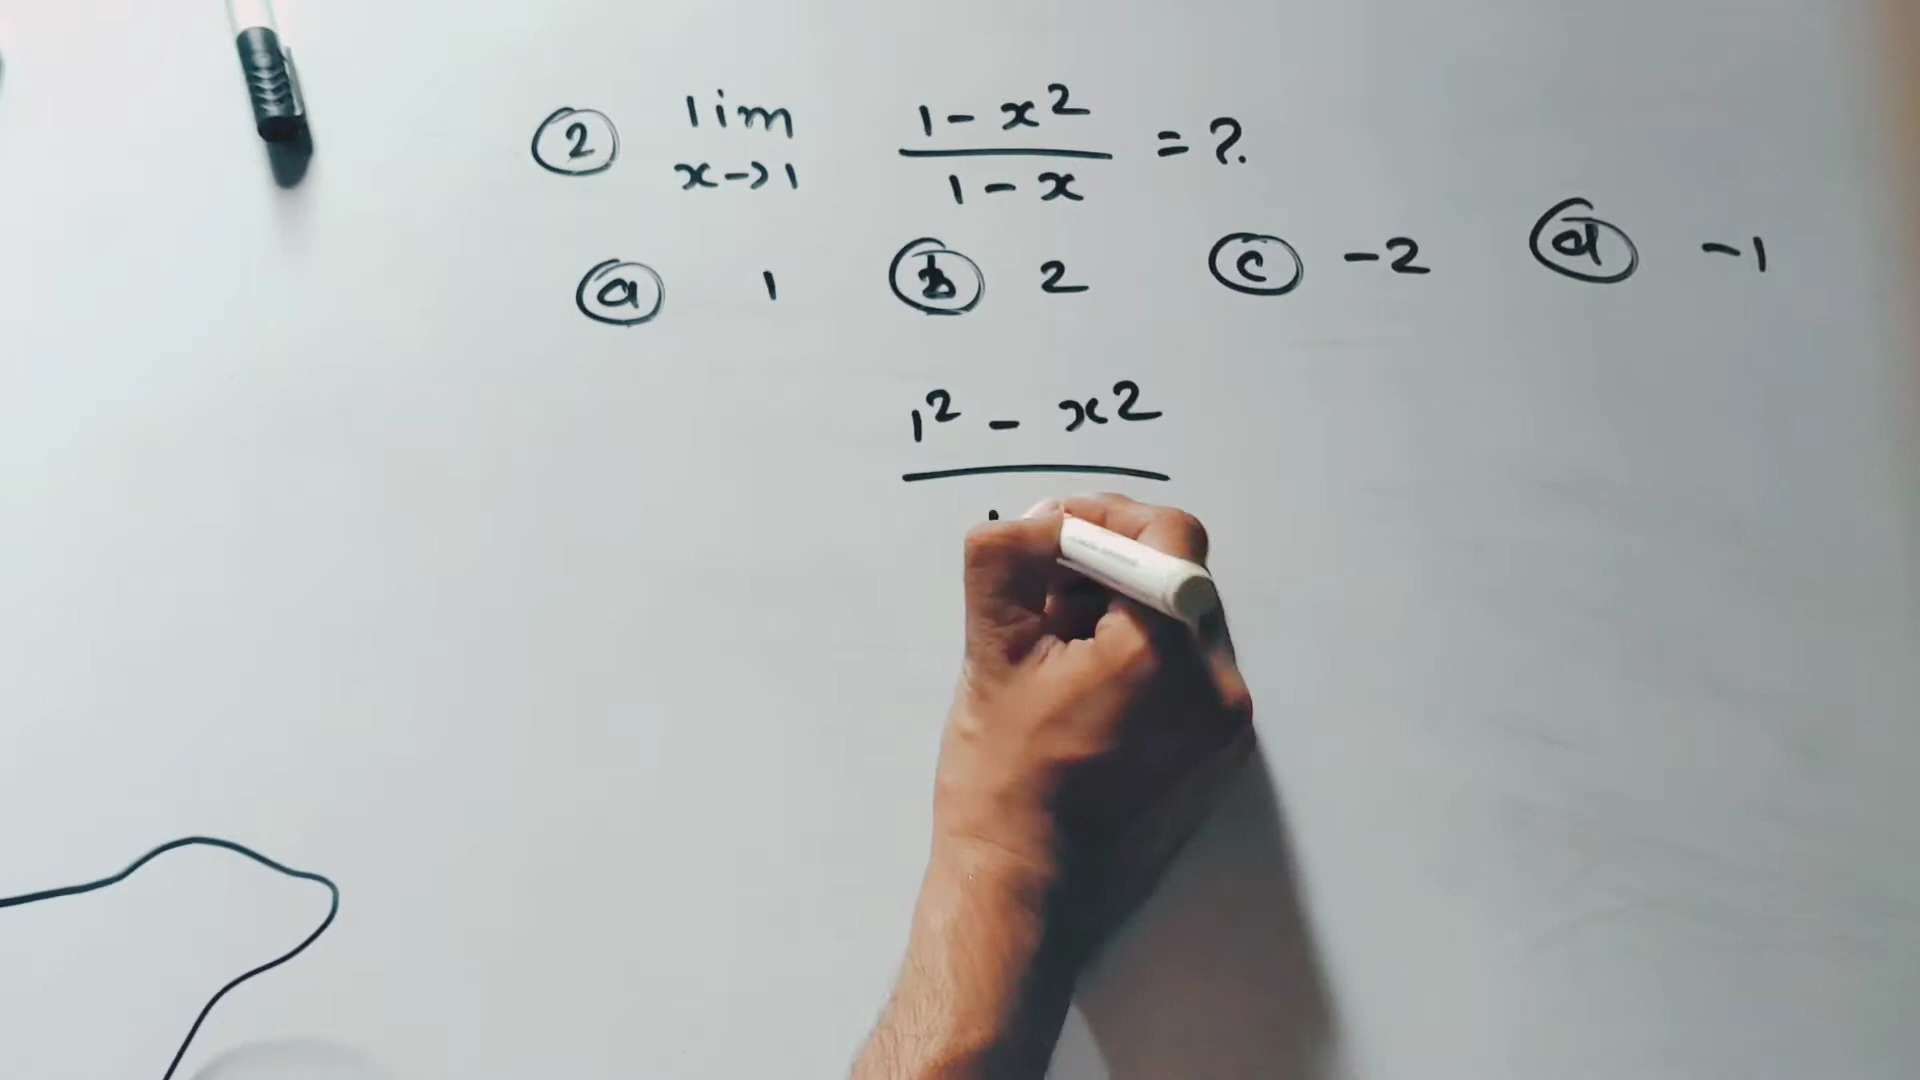 ② lim 1 - x² / 1 - x = ?
x→1
ⓐ 1 ⓑ 2 ⓒ -2 ⓓ -1
1² - x²